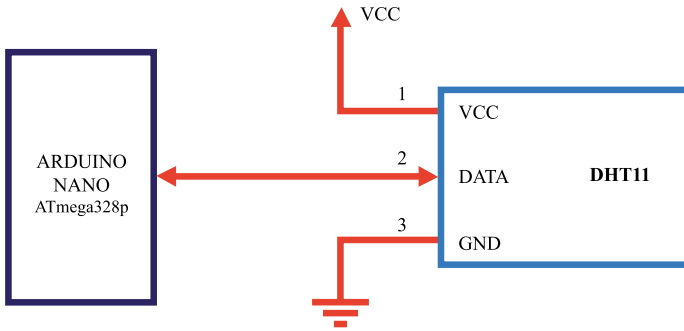 VCC
1
VCC
ARDUINO
NANO
ATmega328p
2
DATA
DHT11
3
GND